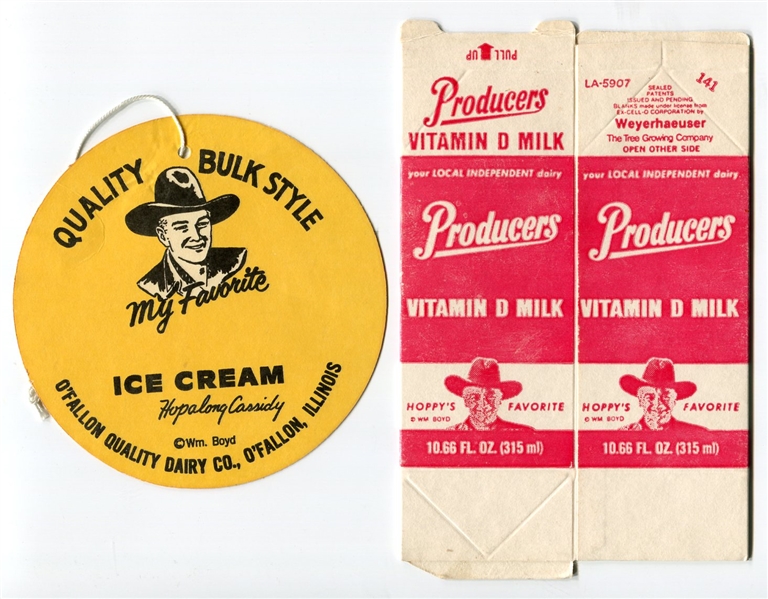 QUALITY BULK STYLE
My Favorite
ICE CREAM
Hopalong Cassidy
©Wm. Boyd
O'FALLON QUALITY DAIRY CO., O'FALLON, ILLINOIS
PULL UP
Producers
VITAMIN D MILK
your LOCAL INDEPENDENT dairy
Producers
VITAMIN D MILK
HOPPY'S FAVORITE
© WM BOYD
10.66 FL. OZ. (315 ml)
LA-5907
141
SEALED
PATENTS
ISSUED AND PENDING
BLANKS made under license from
EX-CELL-O CORPORATION by
Weyerhaeuser
The Tree Growing Company
OPEN OTHER SIDE
your LOCAL INDEPENDENT dairy.
Producers
VITAMIN D MILK
HOPPY'S FAVORITE
© WM BOYD
10.66 FL. OZ. (315 ml)